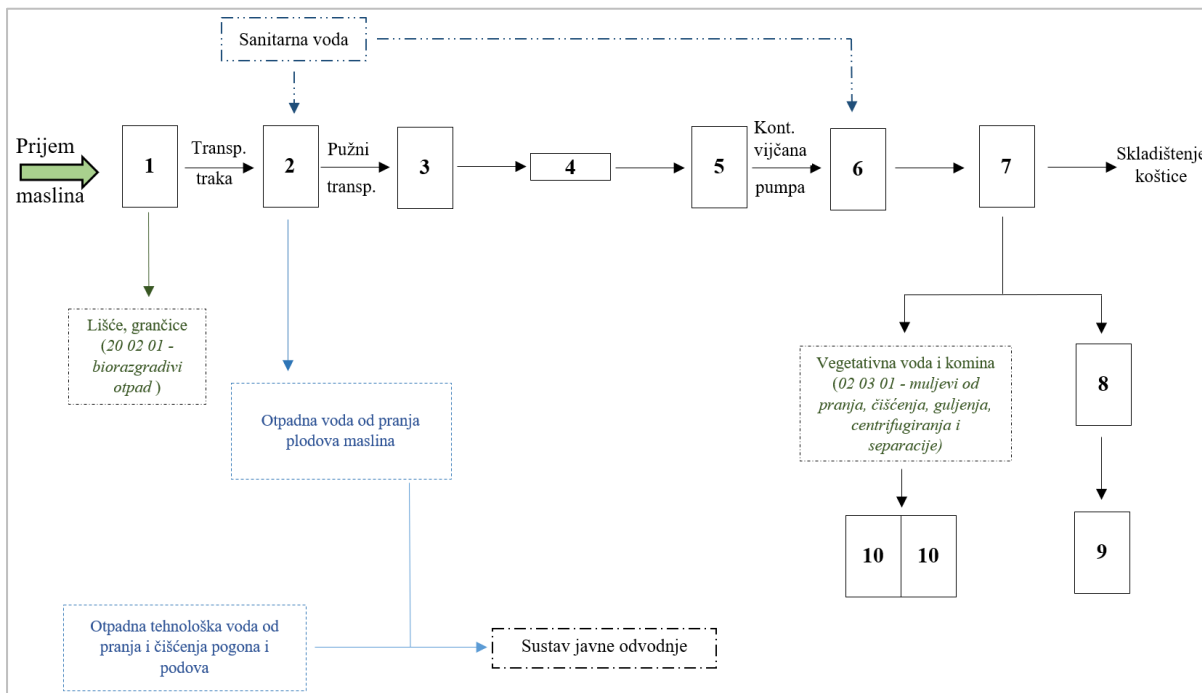 Sanitarna voda
Prijem
maslina
1
Transp.
traka
2
Pužni
transp.
3
4
5
Kont.
vijčana
pumpa
6
7
Skladištenje
koštice
Lišće, grančice
(20 02 01 -
biorazgradivi
otpad )
Otpadna voda od pranja
plodova maslina
Vegetativna voda i komina
(02 03 01 - muljevi od
pranja, čišćenja, guljenja,
centrifugiranja i
separacije)
8
10
10
9
Otpadna tehnološka voda od
pranja i čišćenja pogona i
podova
Sustav javne odvodnje